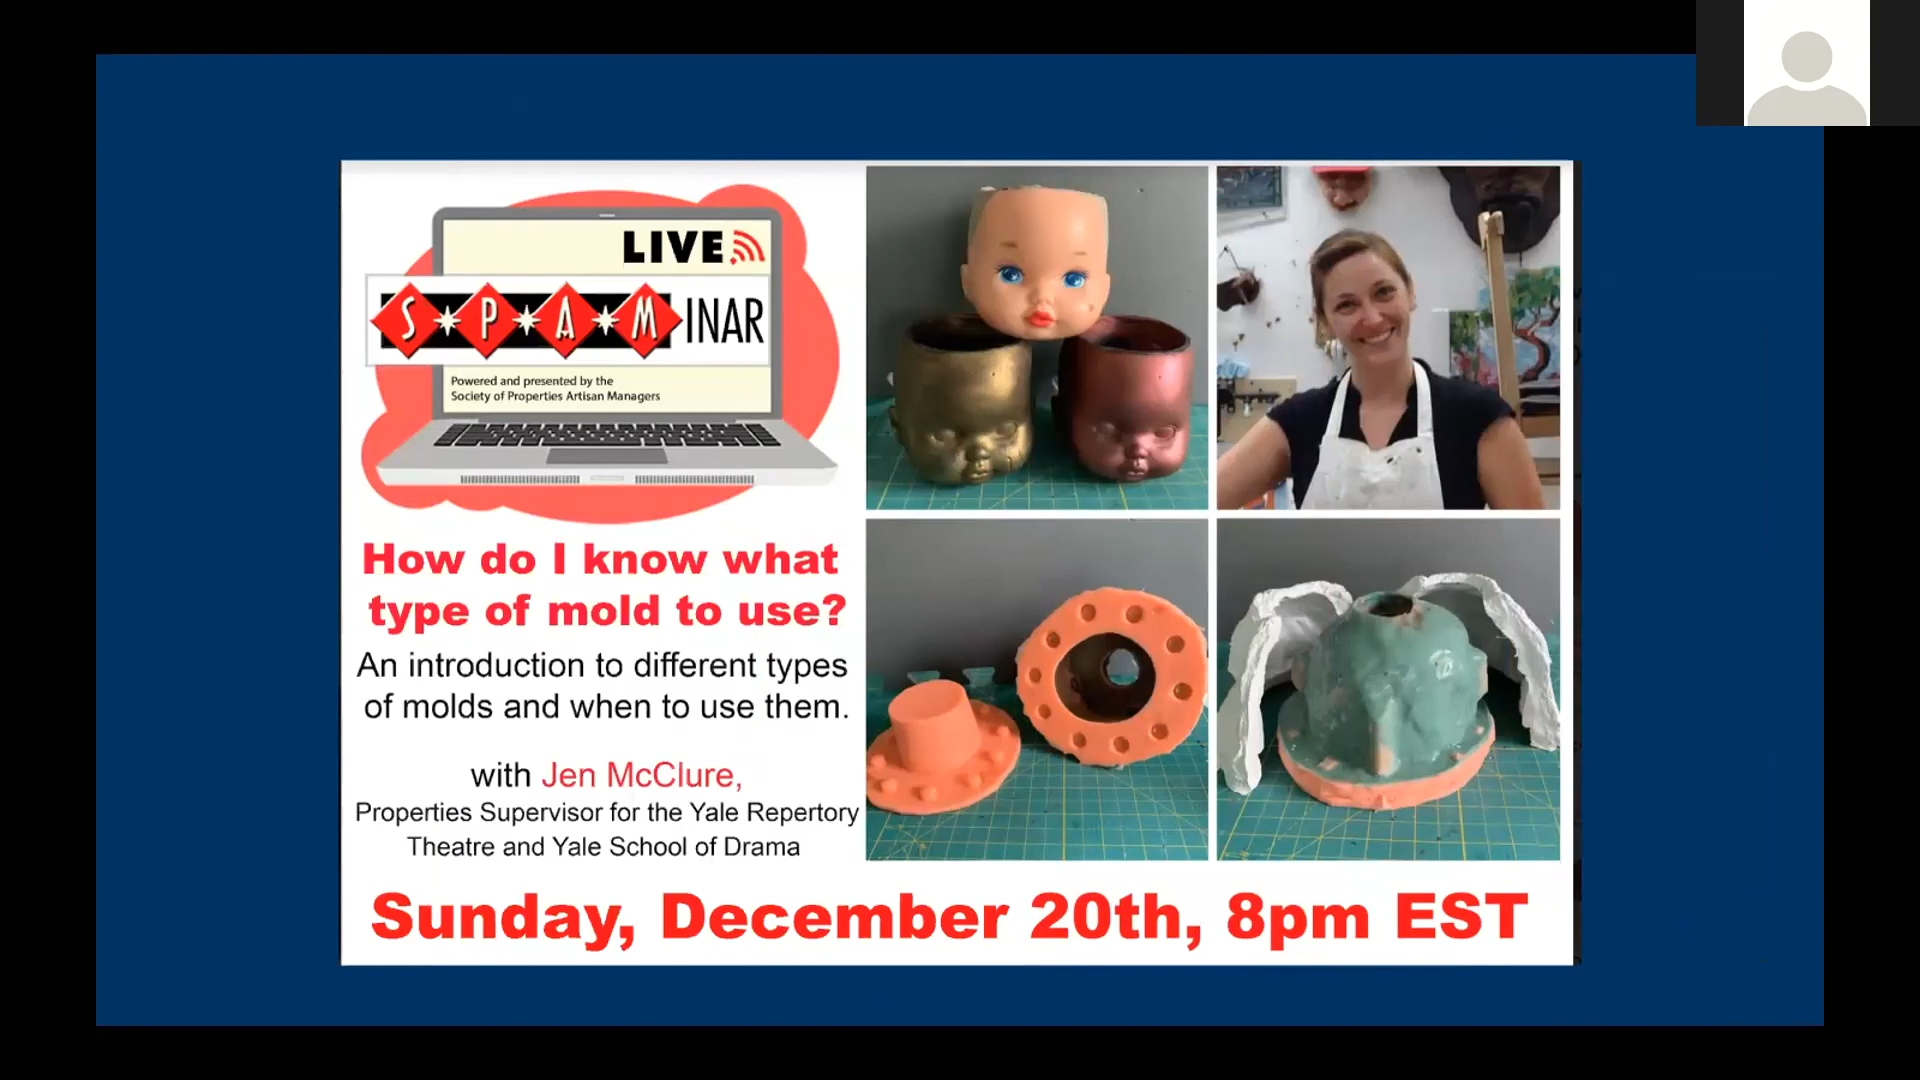 LIVE
S*P*A*MINAR
Powered and presented by the
Society of Properties Artisan Managers
How do I know what
type of mold to use?
An introduction to different types
of molds and when to use them.
with Jen McClure,
Properties Supervisor for the Yale Repertory
Theatre and Yale School of Drama
Sunday, December 20th, 8pm EST